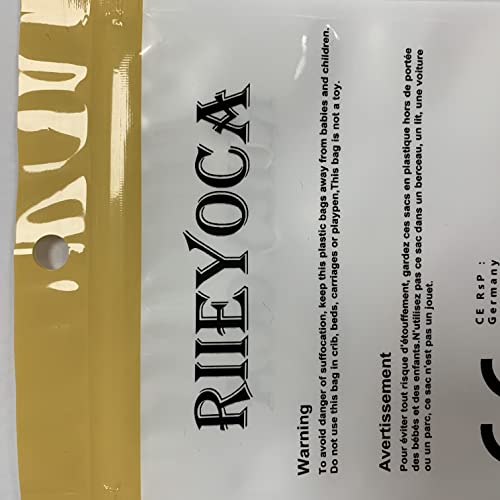 RIIEYOCA
Warning
To avoid danger of suffocation, keep this plastic bags away from babies and children.
Do not use this bag in crib, beds, carriages or playpen,This bag is not a toy.
Avertissement
Pour éviter tout risque d'étouffement, gardez ces sacs en plastique hors de portée
des bébés et des enfants.N'utilisez pas ce sac dans un berceau, un lit, une voiture
ou un parc, ce sac n'est pas un jouet.
CE RsP :
Germany